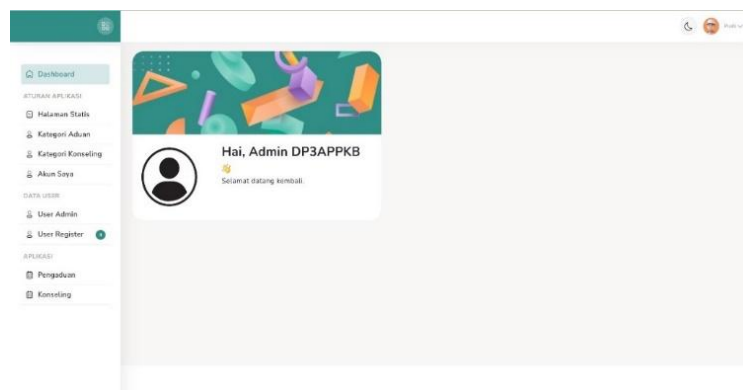 Dashboard
ATURAN APLIKASI
Halaman Statis
Kategori Aduan
Kategori Konseling
Akun Saya
DATA USER
User Admin
User Register
APLIKASI
Pengaduan
Konseling
Hai, Admin DP3APPKB
Selamat datang kembali.